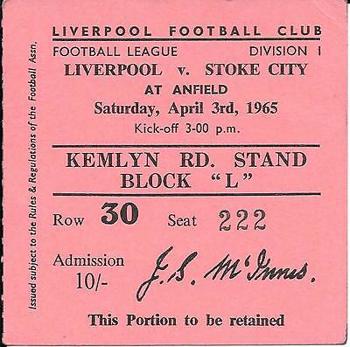 LIVERPOOL FOOTBALL CLUB
FOOTBALL LEAGUE DIVISION I
LIVERPOOL v. STOKE CITY
AT ANFIELD
Saturday, April 3rd, 1965
Kick-off 3-00 p.m.
KEMLYN RD. STAND
BLOCK "L"
Row 30 Seat 222
Admission
10/- J. S. McInnes.
This Portion to be retained
Issued subject to the Rules & Regulations of the Football Assn.